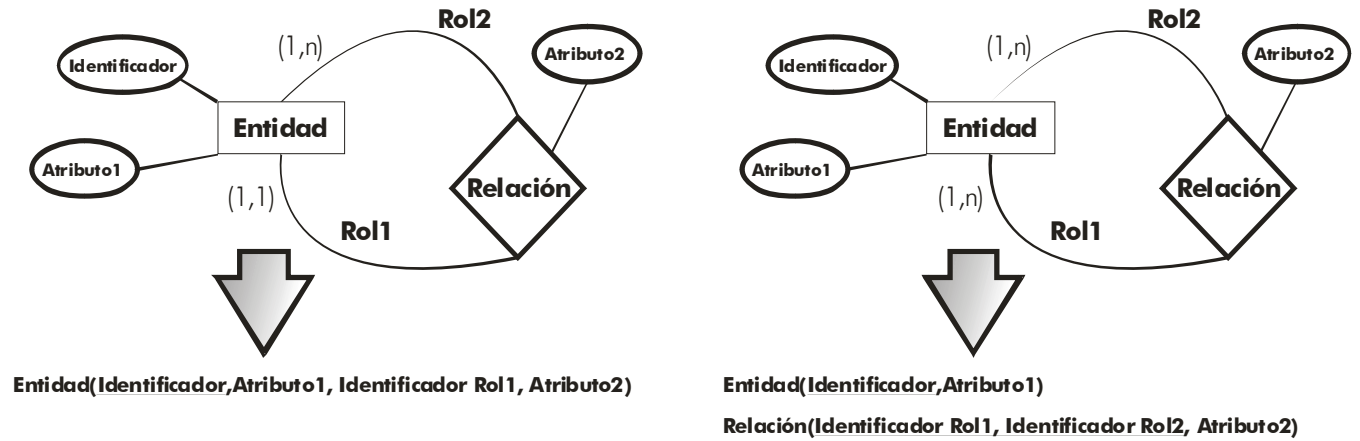 Rol2
(1,n)
Identificador
Atributo2
Entidad
Atributo1
Relación
(1,1)
Rol1
Entidad(Identificador,Atributo1, Identificador Rol1, Atributo2)
Rol2
(1,n)
Identificador
Atributo2
Entidad
Atributo1
Relación
(1,n)
Rol1
Entidad(Identificador,Atributo1)
Relación(Identificador Rol1, Identificador Rol2, Atributo2)